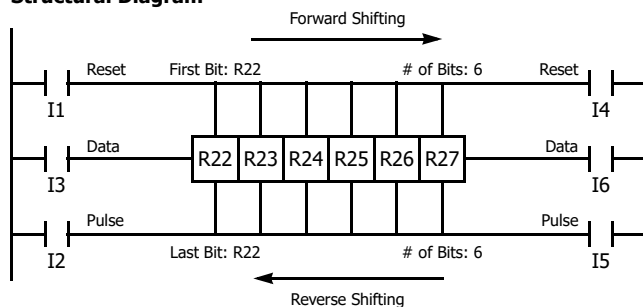 Structural Diagram
Forward Shifting
Reset First Bit: R22 # of Bits: 6 Reset
I1 I4
Data R22 R23 R24 R25 R26 R27 Data
I3 I6
Pulse Pulse
I2 Last Bit: R22 # of Bits: 6 I5
Reverse Shifting